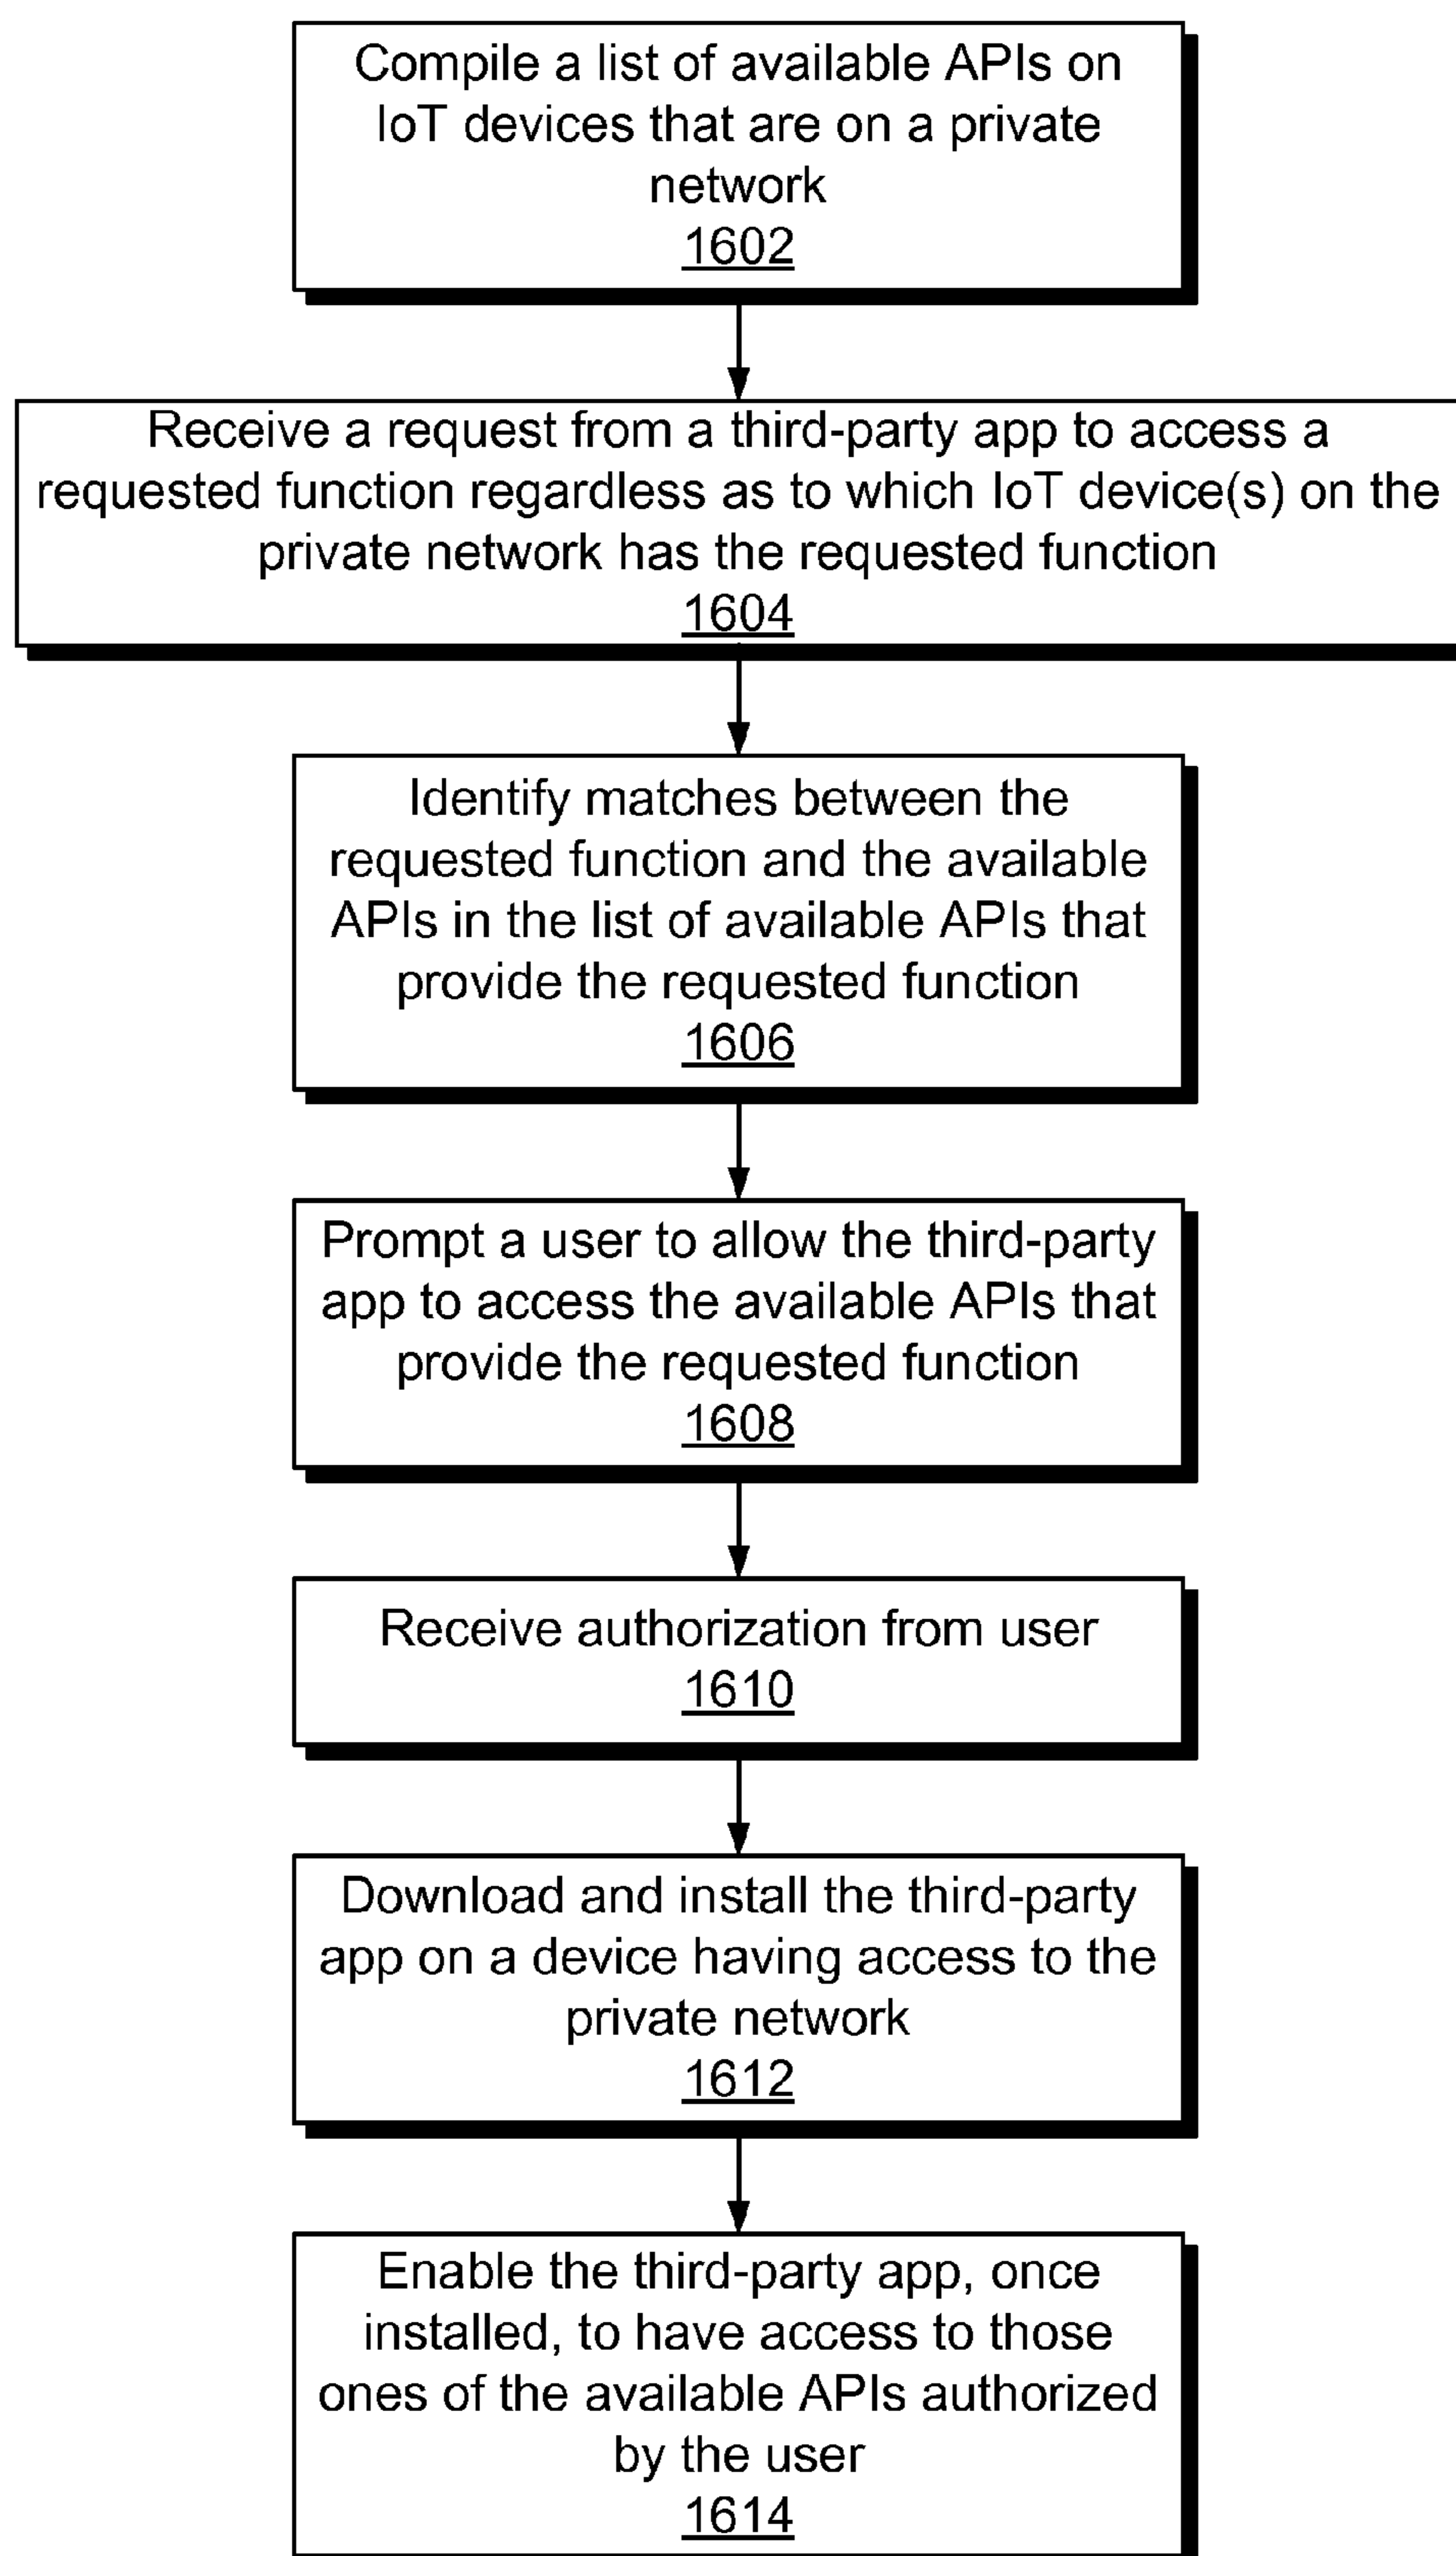 Compile a list of available APIs on
IoT devices that are on a private
network
1602
Receive a request from a third-party app to access a
requested function regardless as to which IoT device(s) on the
private network has the requested function
1604
Identify matches between the
requested function and the available
APIs in the list of available APIs that
provide the requested function
1606
Prompt a user to allow the third-party
app to access the available APIs that
provide the requested function
1608
Receive authorization from user
1610
Download and install the third-party
app on a device having access to the
private network
1612
Enable the third-party app, once
installed, to have access to those
ones of the available APIs authorized
by the user
1614